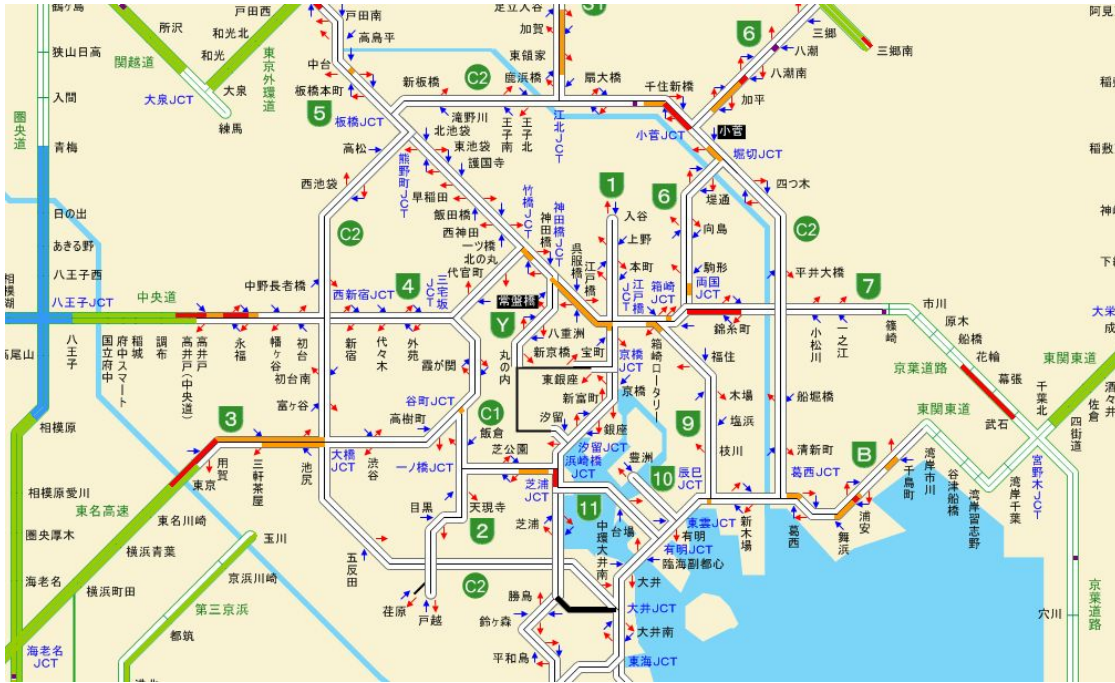 鶴ヶ島
所沢
和光北
戸田西
戸田南
高島平
足立入谷
S1
加賀
東領家
三郷
三郷南
6
八潮
八潮南
加平
狭山日高
和光
東京外環道
関越道
中台
新板橋
C2
鹿浜橋
扇大橋
千住新橋
大泉JCT
大泉
板橋本町
入間
練馬
5
板橋JCT
滝野川
王子南
王子北
江北JCT
小菅JCT
小菅
堀切JCT
圏央道
青梅
高松
熊野町JCT
北池袋
東池袋
護国寺
西池袋
早稲田
飯田橋
西神田
竹橋JCT
神田橋
神田橋JCT
1
入谷
上野
本町
6
堤通
向島
駒形
四つ木
日の出
あきる野
八王子西
八王子JCT
C2
一ツ橋
北の丸
代官町
呉服橋
江戸橋
江戸橋JCT
箱崎JCT
両国JCT
C2
平井大橋
7
市川
原木
船橋
花輪
幕張
武石
相模湖
中央道
中野長者橋
西新宿JCT
4
三宅坂JCT
常盤橋
Y
八重洲
錦糸町
小松川
一之江
篠崎
京葉道路
高尾山
八王子
国立府中
府中スマート
稲城
調布
高井戸(中央道)
高井戸
永福
幡ヶ谷
初台
初台南
新宿
代々木
外苑
霞が関
丸の内
新京橋
宝町
京橋JCT
東銀座
新富町
京橋
箱崎ロータリー
福住
木場
塩浜
船堀橋
東関東道
千葉北
東関東道
四街道
佐倉
宮野木JCT
富ヶ谷
谷町JCT
C1
汐留
銀座
9
枝川
清新町
葛西JCT
B
相模原
3
高樹町
飯倉
芝公園
汐留JCT
浜崎橋JCT
豊洲
用賀
東京
三軒茶屋
池尻
大橋JCT
渋谷
一ノ橋JCT
芝浦JCT
10
辰巳JCT
千鳥町
湾岸市川
谷津船橋
湾岸習志野
湾岸千葉
相模原愛川
東名高速
東名川崎
目黒
天現寺
2
芝浦
11
中環大井南
台場
東雲JCT
有明
有明JCT
新木場
葛西
舞浜
浦安
圏央厚木
横浜青葉
玉川
五反田
臨海副都心
海老名
横浜町田
京浜川崎
C2
荏原
戸越
勝島
鈴ヶ森
大井
大井JCT
大井南
穴川
京葉道路
第三京浜
都筑
海老名JCT
平和島
東海JCT